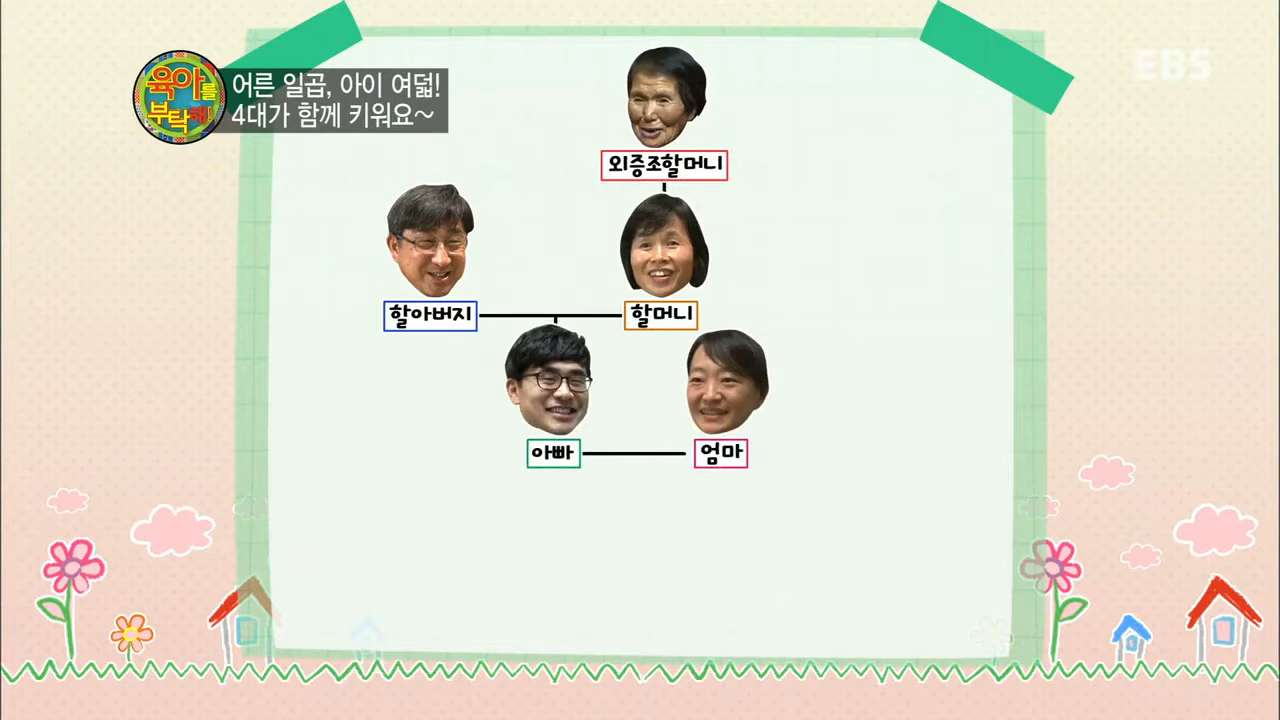 육아를
부탁해!
어른 일곱, 아이 여덟!
4대가 함께 키워요~
EBS
외증조할머니
할아버지
할머니
아빠
엄마